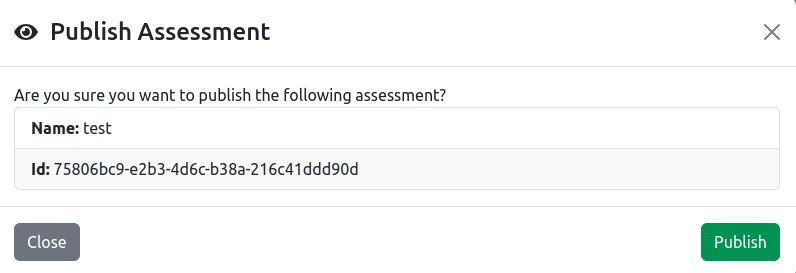 Publish Assessment
Are you sure you want to publish the following assessment?
Name: test
Id: 75806bc9-e2b3-4d6c-b38a-216c41ddd90d
Close
Publish